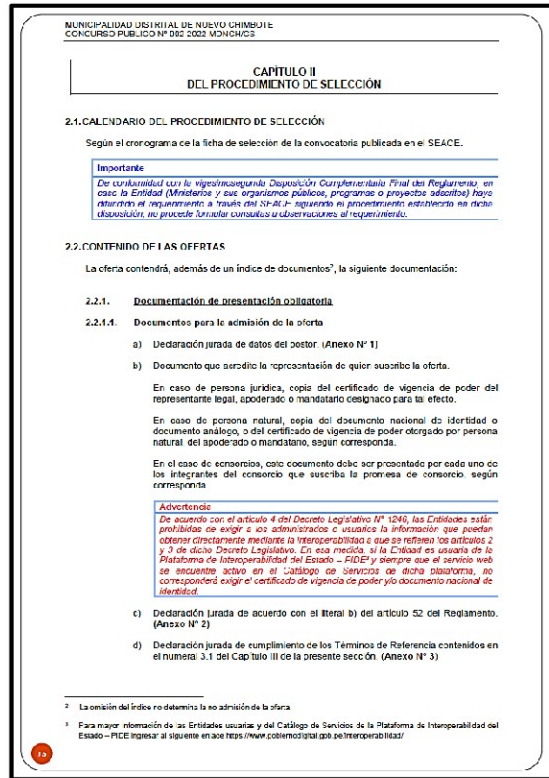 MUNICIPALIDAD DISTRITAL DE NUEVO CHIMBOTE
CONCURSO PUBLICO N° 002-2022-MDNCH/CS
CAPÍTULO II
DEL PROCEDIMIENTO DE SELECCIÓN
2.1. CALENDARIO DEL PROCEDIMIENTO DE SELECCIÓN
Según el cronograma de la ficha de selección de la convocatoria publicada en el SEACE.
Importante
De conformidad con la vigesimosegunda Disposición Complementaria Final del Reglamento, en
caso la Entidad (Ministerios y sus organismos públicos, programas o proyectos adscritos) haya
difundido el requerimiento a través del SEACE siguiendo el procedimiento establecido en dicha
disposición, no procede formular consultas u observaciones al requerimiento.
2.2. CONTENIDO DE LAS OFERTAS
La oferta contendrá, además de un índice de documentos², la siguiente documentación:
2.2.1. Documentación de presentación obligatoria
2.2.1.1. Documentos para la admisión de la oferta
a) Declaración jurada de datos del postor. (Anexo N° 1)
b) Documento que acredite la representación de quien suscribe la oferta.
En caso de persona jurídica, copia del certificado de vigencia de poder del
representante legal, apoderado o mandatario designado para tal efecto.
En caso de persona natural, copia del documento nacional de identidad o
documento análogo, o del certificado de vigencia de poder otorgado por persona
natural, del apoderado o mandatario, según corresponda.
En el caso de consorcios, este documento debe ser presentado por cada uno de
los integrantes del consorcio que suscriba la promesa de consorcio, según
corresponda.
Advertencia
De acuerdo con el artículo 4 del Decreto Legislativo N° 1246, las Entidades están
prohibidas de exigir a los administrados o usuarios la información que puedan
obtener directamente mediante la interoperabilidad a que se refieren los artículos 2
y 3 de dicho Decreto Legislativo. En esa medida, si la Entidad es usuaria de la
Plataforma de Interoperabilidad del Estado – PIDE³ y siempre que el servicio web
se encuentre activo en el Catálogo de Servicios de dicha plataforma, no
corresponderá exigir el certificado de vigencia de poder y/o documento nacional de
identidad.
c) Declaración jurada de acuerdo con el literal b) del artículo 52 del Reglamento.
(Anexo N° 2)
d) Declaración jurada de cumplimiento de los Términos de Referencia contenidos en
el numeral 3.1 del Capítulo III de la presente sección. (Anexo N° 3)
2 La omisión del índice no determina la no admisión de la oferta.
3 Para mayor información de las Entidades usuarias y del Catálogo de Servicios de la Plataforma de Interoperabilidad del
Estado – PIDE ingresar al siguiente enlace https://www.gobiernodigital.gob.pe/interoperabilidad/
15